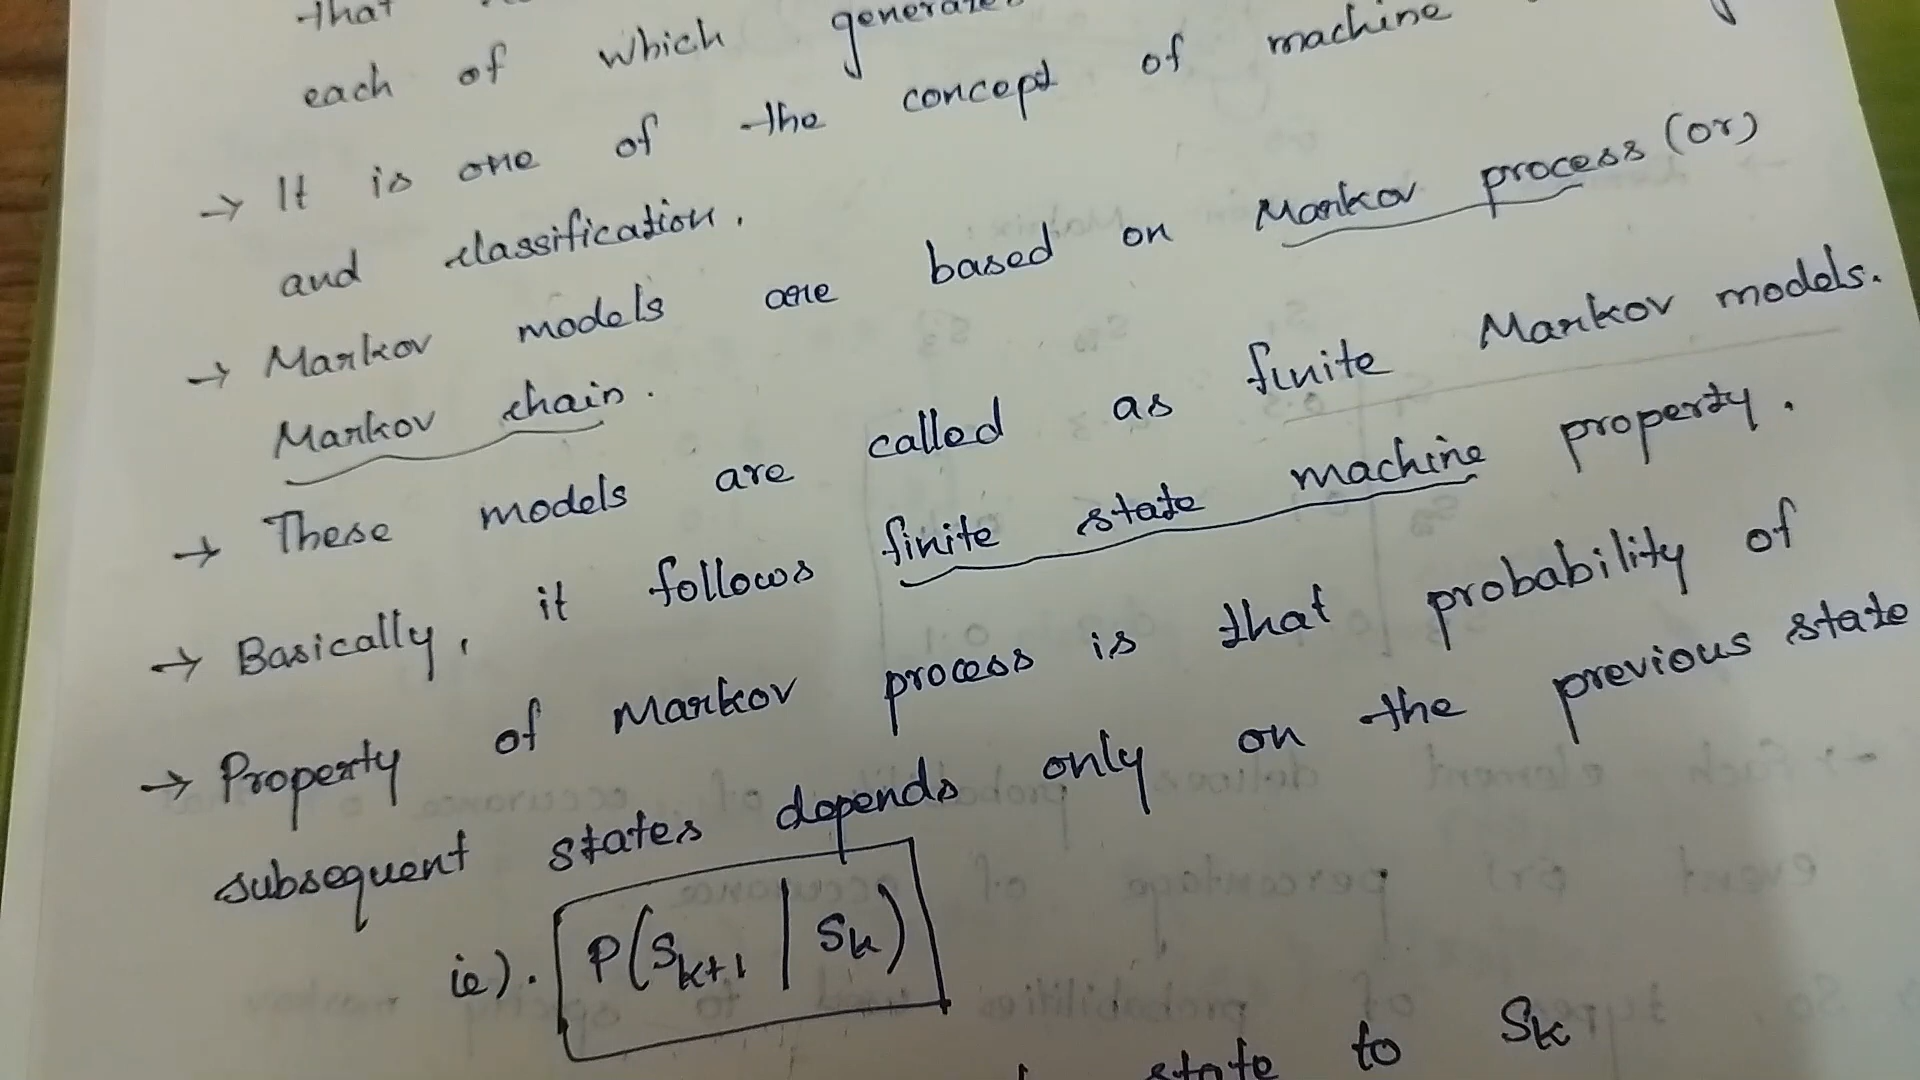 that
each of which
→ It is one of the concept of machine
and classification.
→ Markov models are based on Markov process (or)
Markov chain.
→ These models are called as finite Markov models.
→ Basically, it follows finite state machine property.
→ Property of Markov process is that probability of
subsequent states depends only on the previous state
ie). P(Sk+1 | Sk)
state to Sk